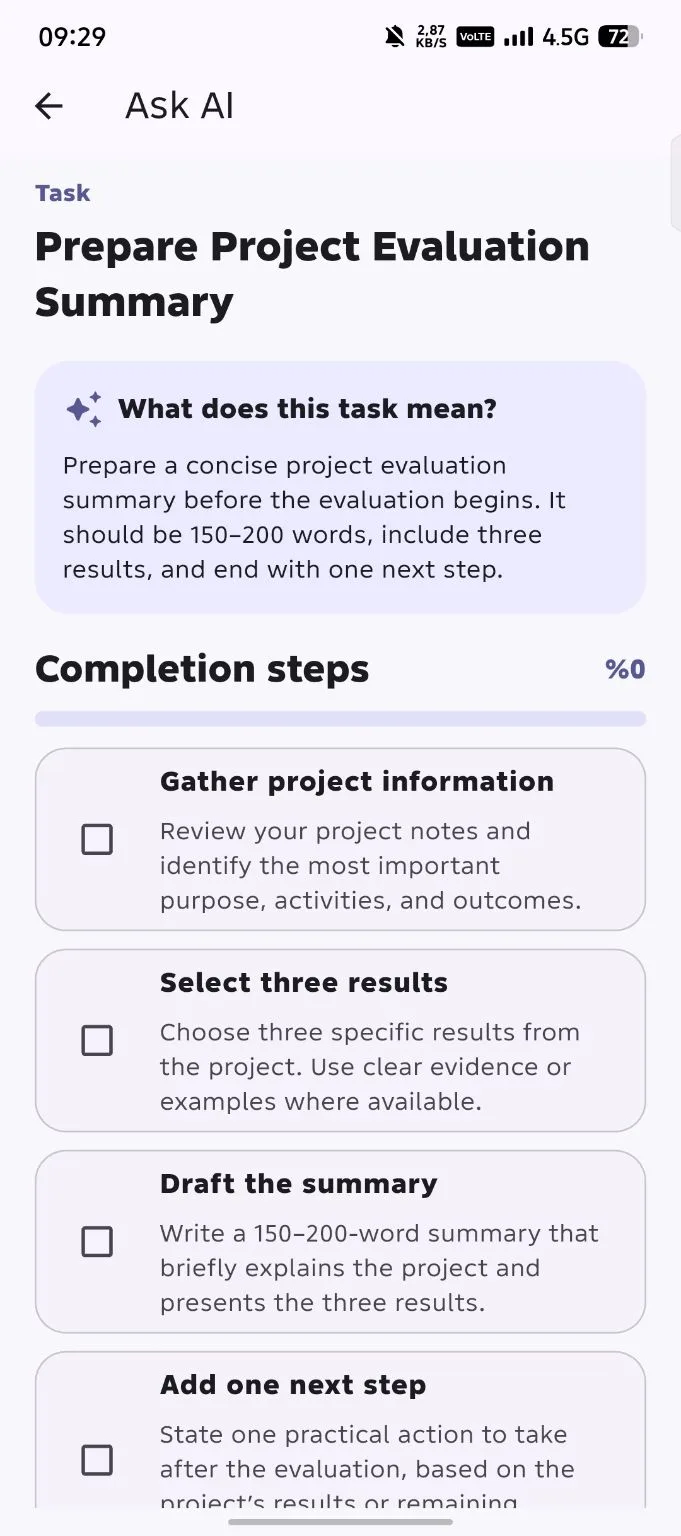 09:29
2,87
KB/S
VoLTE
4.5G
72
Ask AI
Task
Prepare Project Evaluation
Summary
What does this task mean?
Prepare a concise project evaluation
summary before the evaluation begins. It
should be 150–200 words, include three
results, and end with one next step.
Completion steps
%0
Gather project information
Review your project notes and
identify the most important
purpose, activities, and outcomes.
Select three results
Choose three specific results from
the project. Use clear evidence or
examples where available.
Draft the summary
Write a 150–200-word summary that
briefly explains the project and
presents the three results.
Add one next step
State one practical action to take
after the evaluation, based on the
project's results or remaining